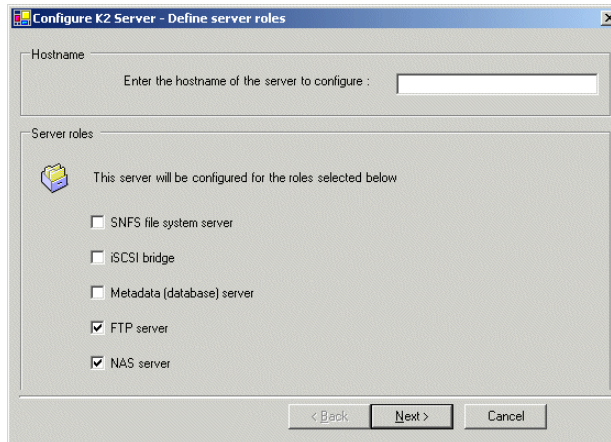 Configure K2 Server - Define server roles
Hostname
Enter the hostname of the server to configure :
Server roles
This server will be configured for the roles selected below
SNFS file system server
iSCSI bridge
Metadata (database) server
FTP server
NAS server
< Back
Next >
Cancel